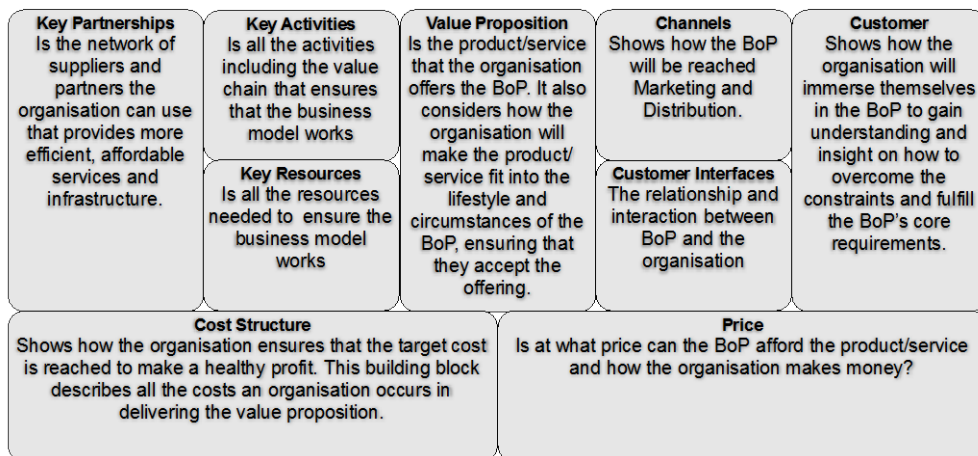 Key Partnerships
Is the network of
suppliers and
partners the
organisation can use
that provides more
efficient, affordable
services and
infrastructure.
Key Activities
Is all the activities
including the value
chain that ensures
that the business
model works
Key Resources
Is all the resources
needed to ensure the
business model
works
Value Proposition
Is the product/service
that the organisation
offers the BoP. It also
considers how the
organisation will
make the product/
service fit into the
lifestyle and
circumstances of the
BoP, ensuring that
they accept the
offering.
Channels
Shows how the BoP
will be reached
Marketing and
Distribution.
Customer Interfaces
The relationship and
interaction between
BoP and the
organisation
Customer
Shows how the
organisation will
immerse themselves
in the BoP to gain
understanding and
insight on how to
overcome the
constraints and fulfill
the BoP's core
requirements.
Cost Structure
Shows how the organisation ensures that the target cost
is reached to make a healthy profit. This building block
describes all the costs an organisation occurs in
delivering the value proposition.
Price
Is at what price can the BoP afford the product/service
and how the organisation makes money?